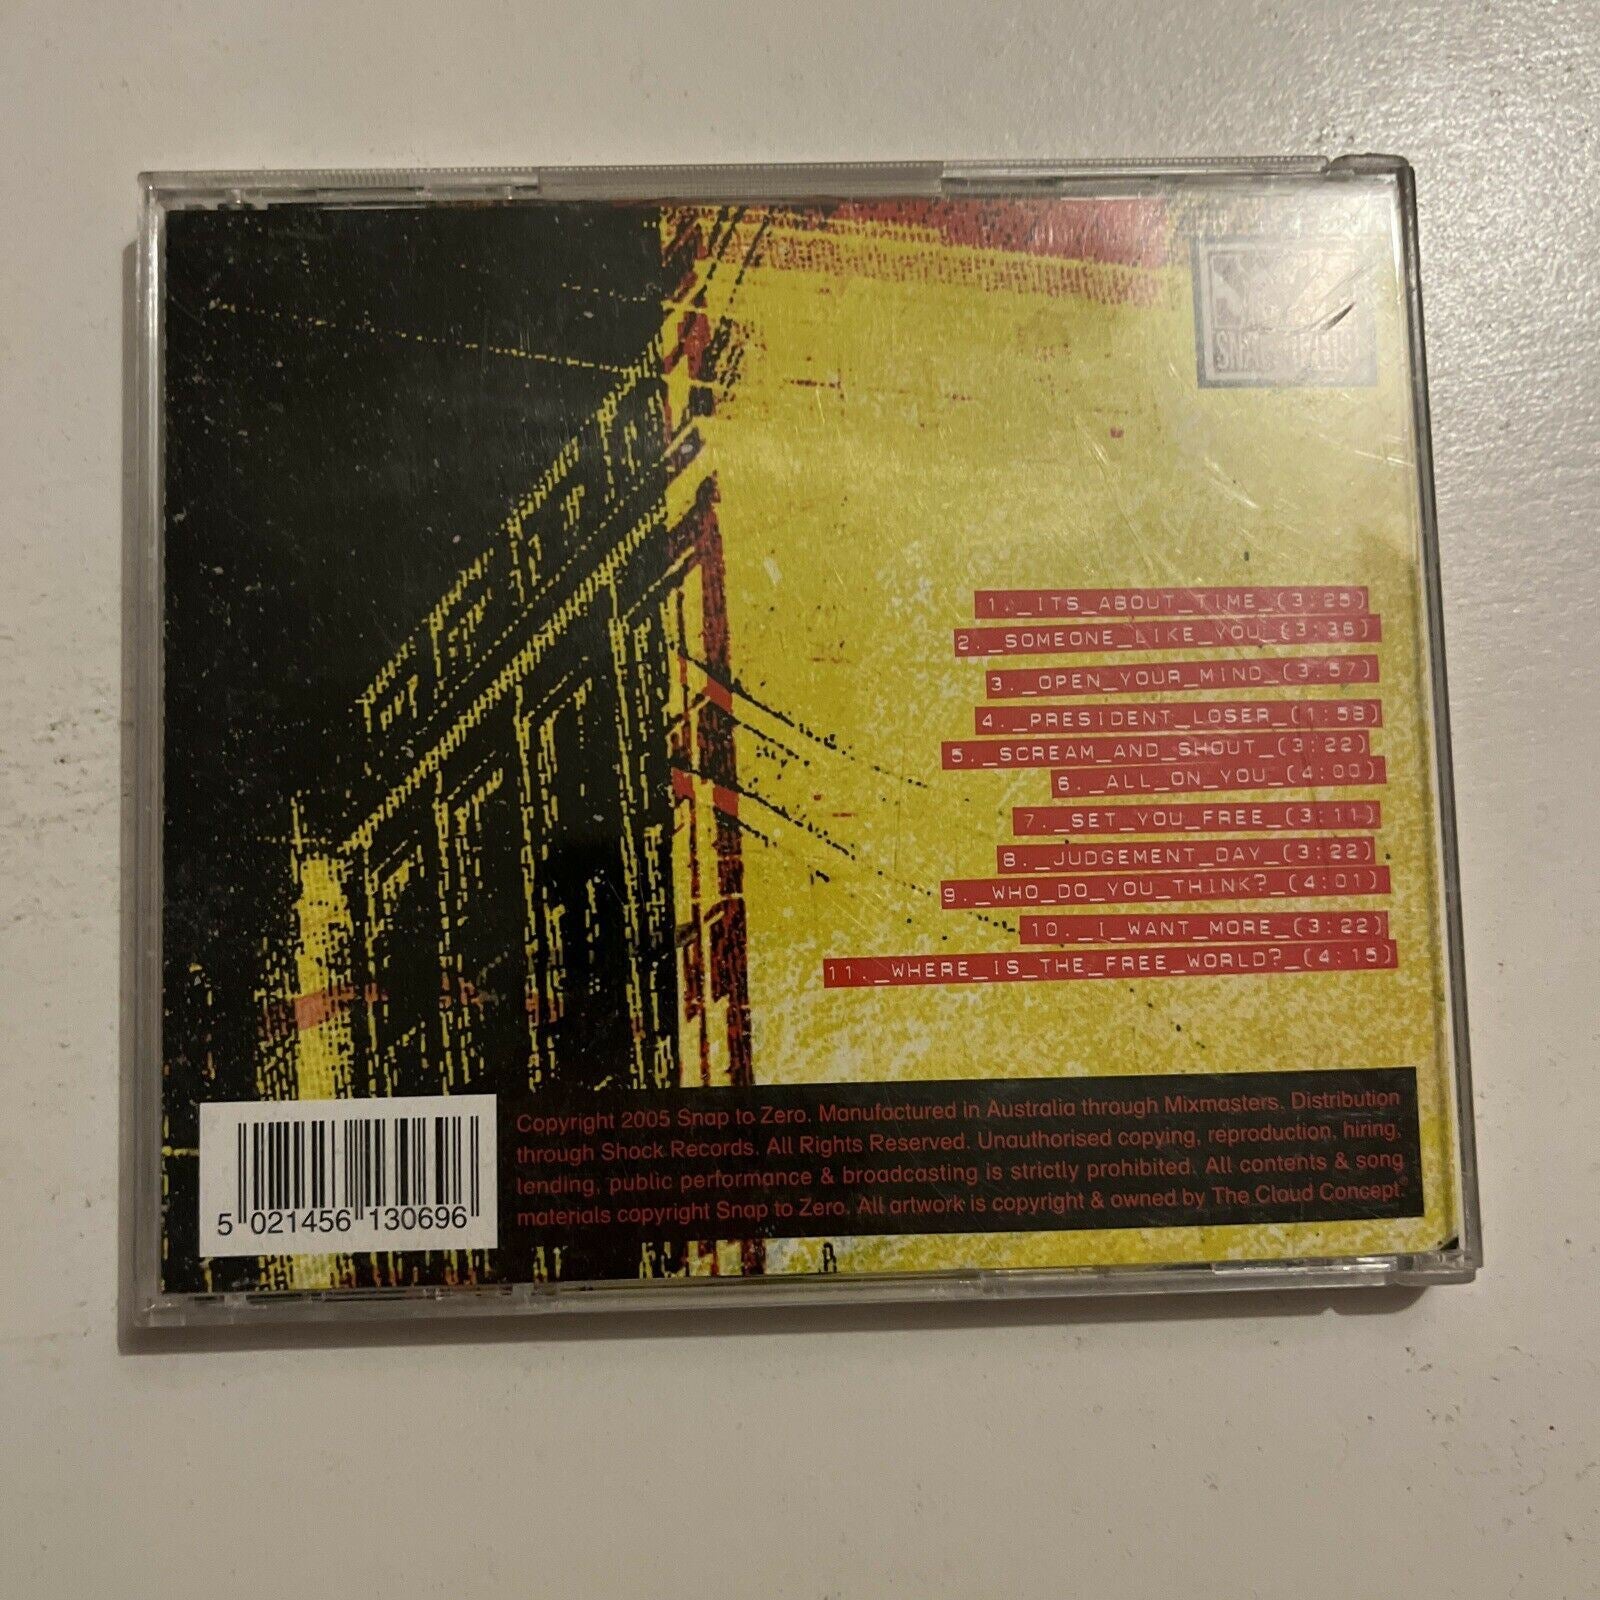 1._ITS_ABOUT_TIME_(3:25)
2._SOMEONE_LIKE_YOU_(3:36)
3._OPEN_YOUR_MIND_(3:57)
4._PRESIDENT_LOSER_(1:58)
5._SCREAM_AND_SHOUT_(3:22)
6._ALL_ON_YOU_(4:00)
7._SET_YOU_FREE_(3:11)
8._JUDGEMENT_DAY_(3:22)
9._WHO_DO_YOU_THINK?_(4:01)
10._I_WANT_MORE_(3:22)
11._WHERE_IS_THE_FREE_WORLD?_(4:15)
Copyright 2005 Snap to Zero. Manufactured in Australia through Mixmasters. Distribution
through Shock Records. All Rights Reserved. Unauthorised copying, reproduction, hiring,
lending, public performance & broadcasting is strictly prohibited. All contents & song
materials copyright Snap to Zero. All artwork is copyright & owned by The Cloud Concept.
5 021456 130696